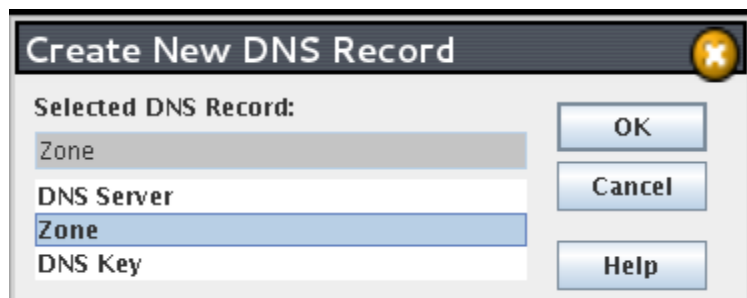 Create New DNS Record
Selected DNS Record:
Zone
DNS Server
Zone
DNS Key
OK
Cancel
Help